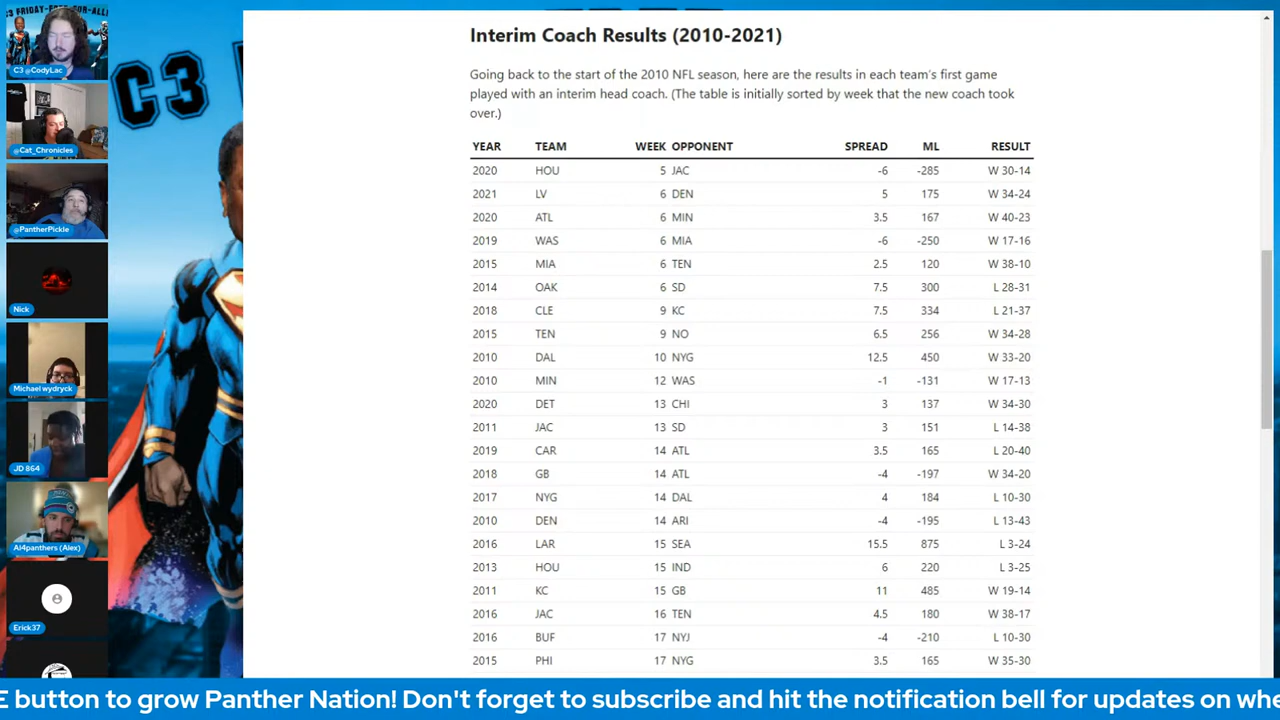 C3 FRIDAY-FREE-FOR-ALL
C3 @CodyLac
@Cat_Chronicles
@PantherPickle
Nick
Michael wydryck
JD 864
Al4panthers (Alex)
Erick37
C3
Interim Coach Results (2010-2021)
Going back to the start of the 2010 NFL season, here are the results in each team's first game
played with an interim head coach. (The table is initially sorted by week that the new coach took
over.)
YEAR TEAM WEEK OPPONENT SPREAD ML RESULT
2020 HOU 5 JAC -6 -285 W 30-14
2021 LV 6 DEN 5 175 W 34-24
2020 ATL 6 MIN 3.5 167 W 40-23
2019 WAS 6 MIA -6 -250 W 17-16
2015 MIA 6 TEN 2.5 120 W 38-10
2014 OAK 6 SD 7.5 300 L 28-31
2018 CLE 9 KC 7.5 334 L 21-37
2015 TEN 9 NO 6.5 256 W 34-28
2010 DAL 10 NYG 12.5 450 W 33-20
2010 MIN 12 WAS -1 -131 W 17-13
2020 DET 13 CHI 3 137 W 34-30
2011 JAC 13 SD 3 151 L 14-38
2019 CAR 14 ATL 3.5 165 L 20-40
2018 GB 14 ATL -4 -197 W 34-20
2017 NYG 14 DAL 4 184 L 10-30
2010 DEN 14 ARI -4 -195 L 13-43
2016 LAR 15 SEA 15.5 875 L 3-24
2013 HOU 15 IND 6 220 L 3-25
2011 KC 15 GB 11 485 W 19-14
2016 JAC 16 TEN 4.5 180 W 38-17
2016 BUF 17 NYJ -4 -210 L 10-30
2015 PHI 17 NYG 3.5 165 W 35-30
E button to grow Panther Nation! Don't forget to subscribe and hit the notification bell for updates on whe